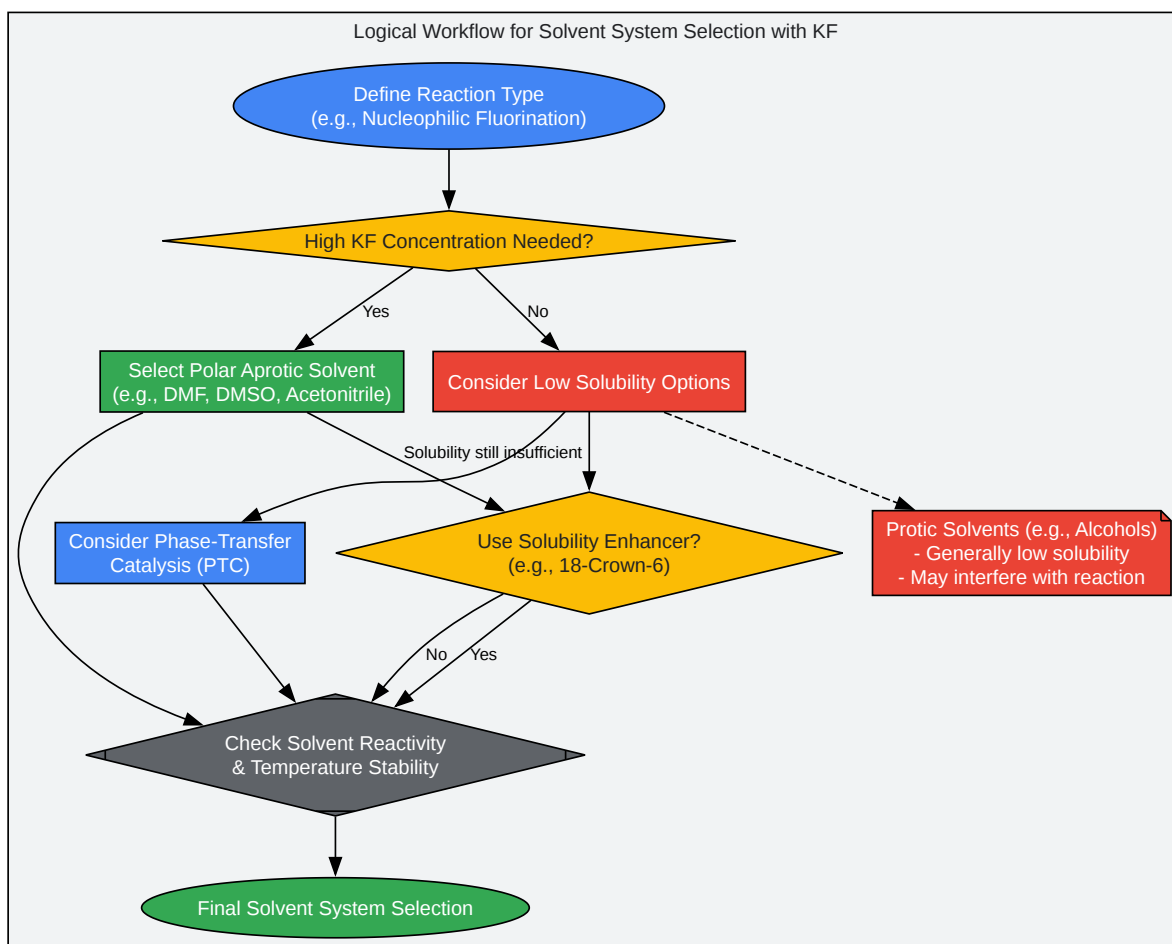 Logical Workflow for Solvent System Selection with KF
Define Reaction Type
(e.g., Nucleophilic Fluorination)
High KF Concentration Needed?
Yes
No
Select Polar Aprotic Solvent
(e.g., DMF, DMSO, Acetonitrile)
Consider Low Solubility Options
Solubility still insufficient
Consider Phase-Transfer
Catalysis (PTC)
Use Solubility Enhancer?
(e.g., 18-Crown-6)
Protic Solvents (e.g., Alcohols)
- Generally low solubility
- May interfere with reaction
No
Yes
Check Solvent Reactivity
& Temperature Stability
Final Solvent System Selection